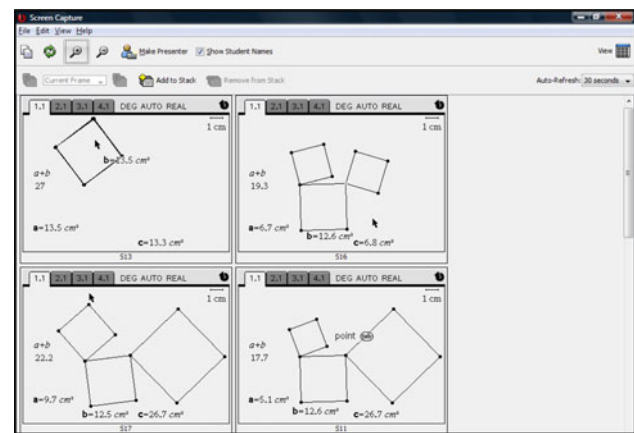 Screen Capture
File Edit View Help
Make Presenter Show Student Names View
Current Frame Add to Stack Remove from Stack Auto-Refresh: 30 seconds
1.1 2.1 3.1 4.1 DEG AUTO REAL
1 cm
b=13.5 cm²
a+b
27
a=13.5 cm²
c=13.3 cm²
S13
1.1 2.1 3.1 4.1 DEG AUTO REAL
1 cm
a+b
19.3
a=6.7 cm²
b=12.6 cm²
c=6.8 cm²
S16
1.1 2.1 3.1 4.1 DEG AUTO REAL
1 cm
a+b
22.2
a=9.7 cm²
b=12.5 cm²
c=26.7 cm²
S17
1.1 2.1 3.1 4.1 DEG AUTO REAL
1 cm
point
a+b
17.7
a=5.1 cm²
b=12.6 cm²
c=26.7 cm²
S11